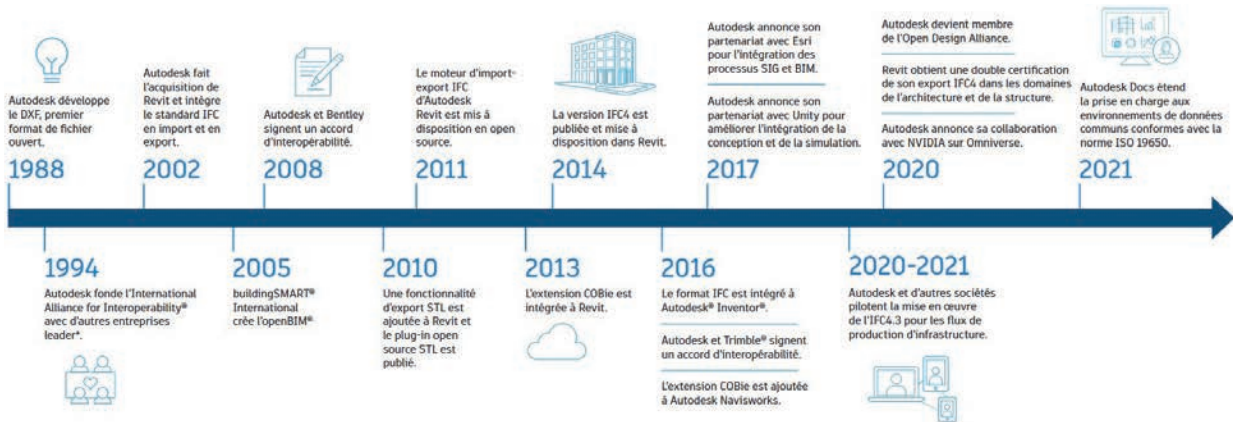 Autodesk développe
le DXF, premier
format de fichier
ouvert.
1988
Autodesk fait
l'acquisition de
Revit et intègre
le standard IFC
en import et en
export.
2002
Autodesk et Bentley
signent un accord
d'interopérabilité.
2008
Le moteur d'import-
export IFC
d'Autodesk
Revit est mis à
disposition en open
source.
2011
La version IFC4 est
publiée et mise à
disposition dans Revit.
2014
Autodesk annonce son
partenariat avec Esri
pour l'intégration des
processus SIG et BIM.
Autodesk annonce son
partenariat avec Unity pour
améliorer l'intégration de la
conception et de la simulation.
2017
Autodesk devient membre
de l'Open Design Alliance.
Revit obtient une double certification
de son export IFC4 dans les domaines
de l'architecture et de la structure.
Autodesk annonce sa collaboration
avec NVIDIA sur Omniverse.
2020
Autodesk Docs étend
la prise en charge aux
environnements de données
communs conformes avec la
norme ISO 19650.
2021
1994
Autodesk fonde l'International
Alliance for Interoperability®
avec d'autres entreprises
leader*.
2005
buildingSMART®
International
crée l'openBIM®.
2010
Une fonctionnalité
d'export STL est
ajoutée à Revit et
le plug-in open
source STL est
publié.
2013
L'extension COBie est
intégrée à Revit.
2016
Le format IFC est intégré à
Autodesk® Inventor®.
Autodesk et Trimble® signent
un accord d'interopérabilité.
L'extension COBie est ajoutée
à Autodesk Navisworks.
2020-2021
Autodesk et d'autres sociétés
pilotent la mise en œuvre
de l'IFC4.3 pour les flux de
production d'infrastructure.